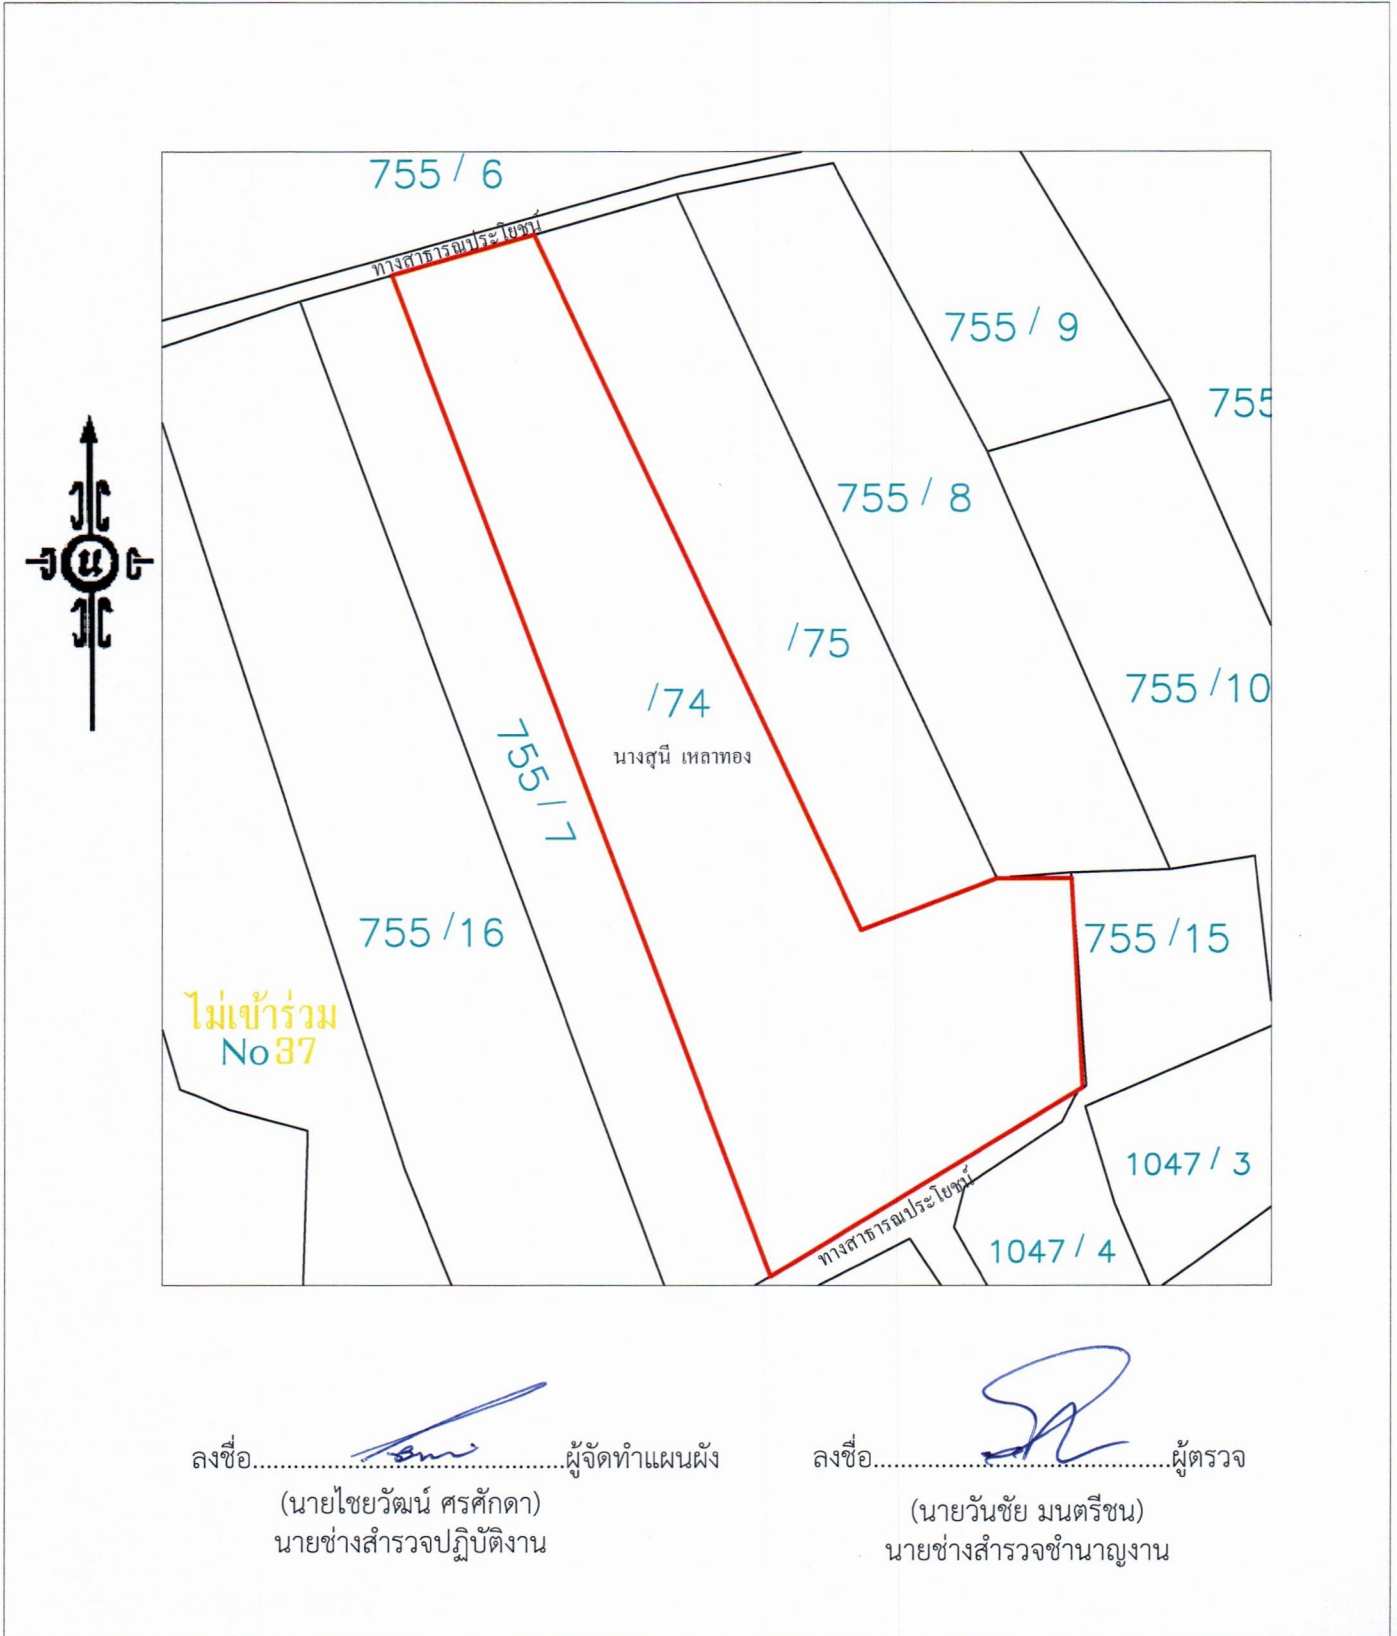 755 / 6
ทางสาธารณประโยชน์
755 / 9
755
755 / 8
น
/75
755 / 10
/74
นางสุนี เหลาทอง
755 / 7
755 / 16
755 / 15
ไม่เข้าร่วม
No 37
1047 / 3
ทางสาธารณประโยชน์
1047 / 4
ลงชื่อ........................................ผู้จัดทำแผนผัง
(นายไชยวัฒน์ ศรศักดา)
นายช่างสำรวจปฏิบัติงาน
ลงชื่อ......................................ผู้ตรวจ
(นายวันชัย มนตรีชน)
นายช่างสำรวจชำนาญงาน